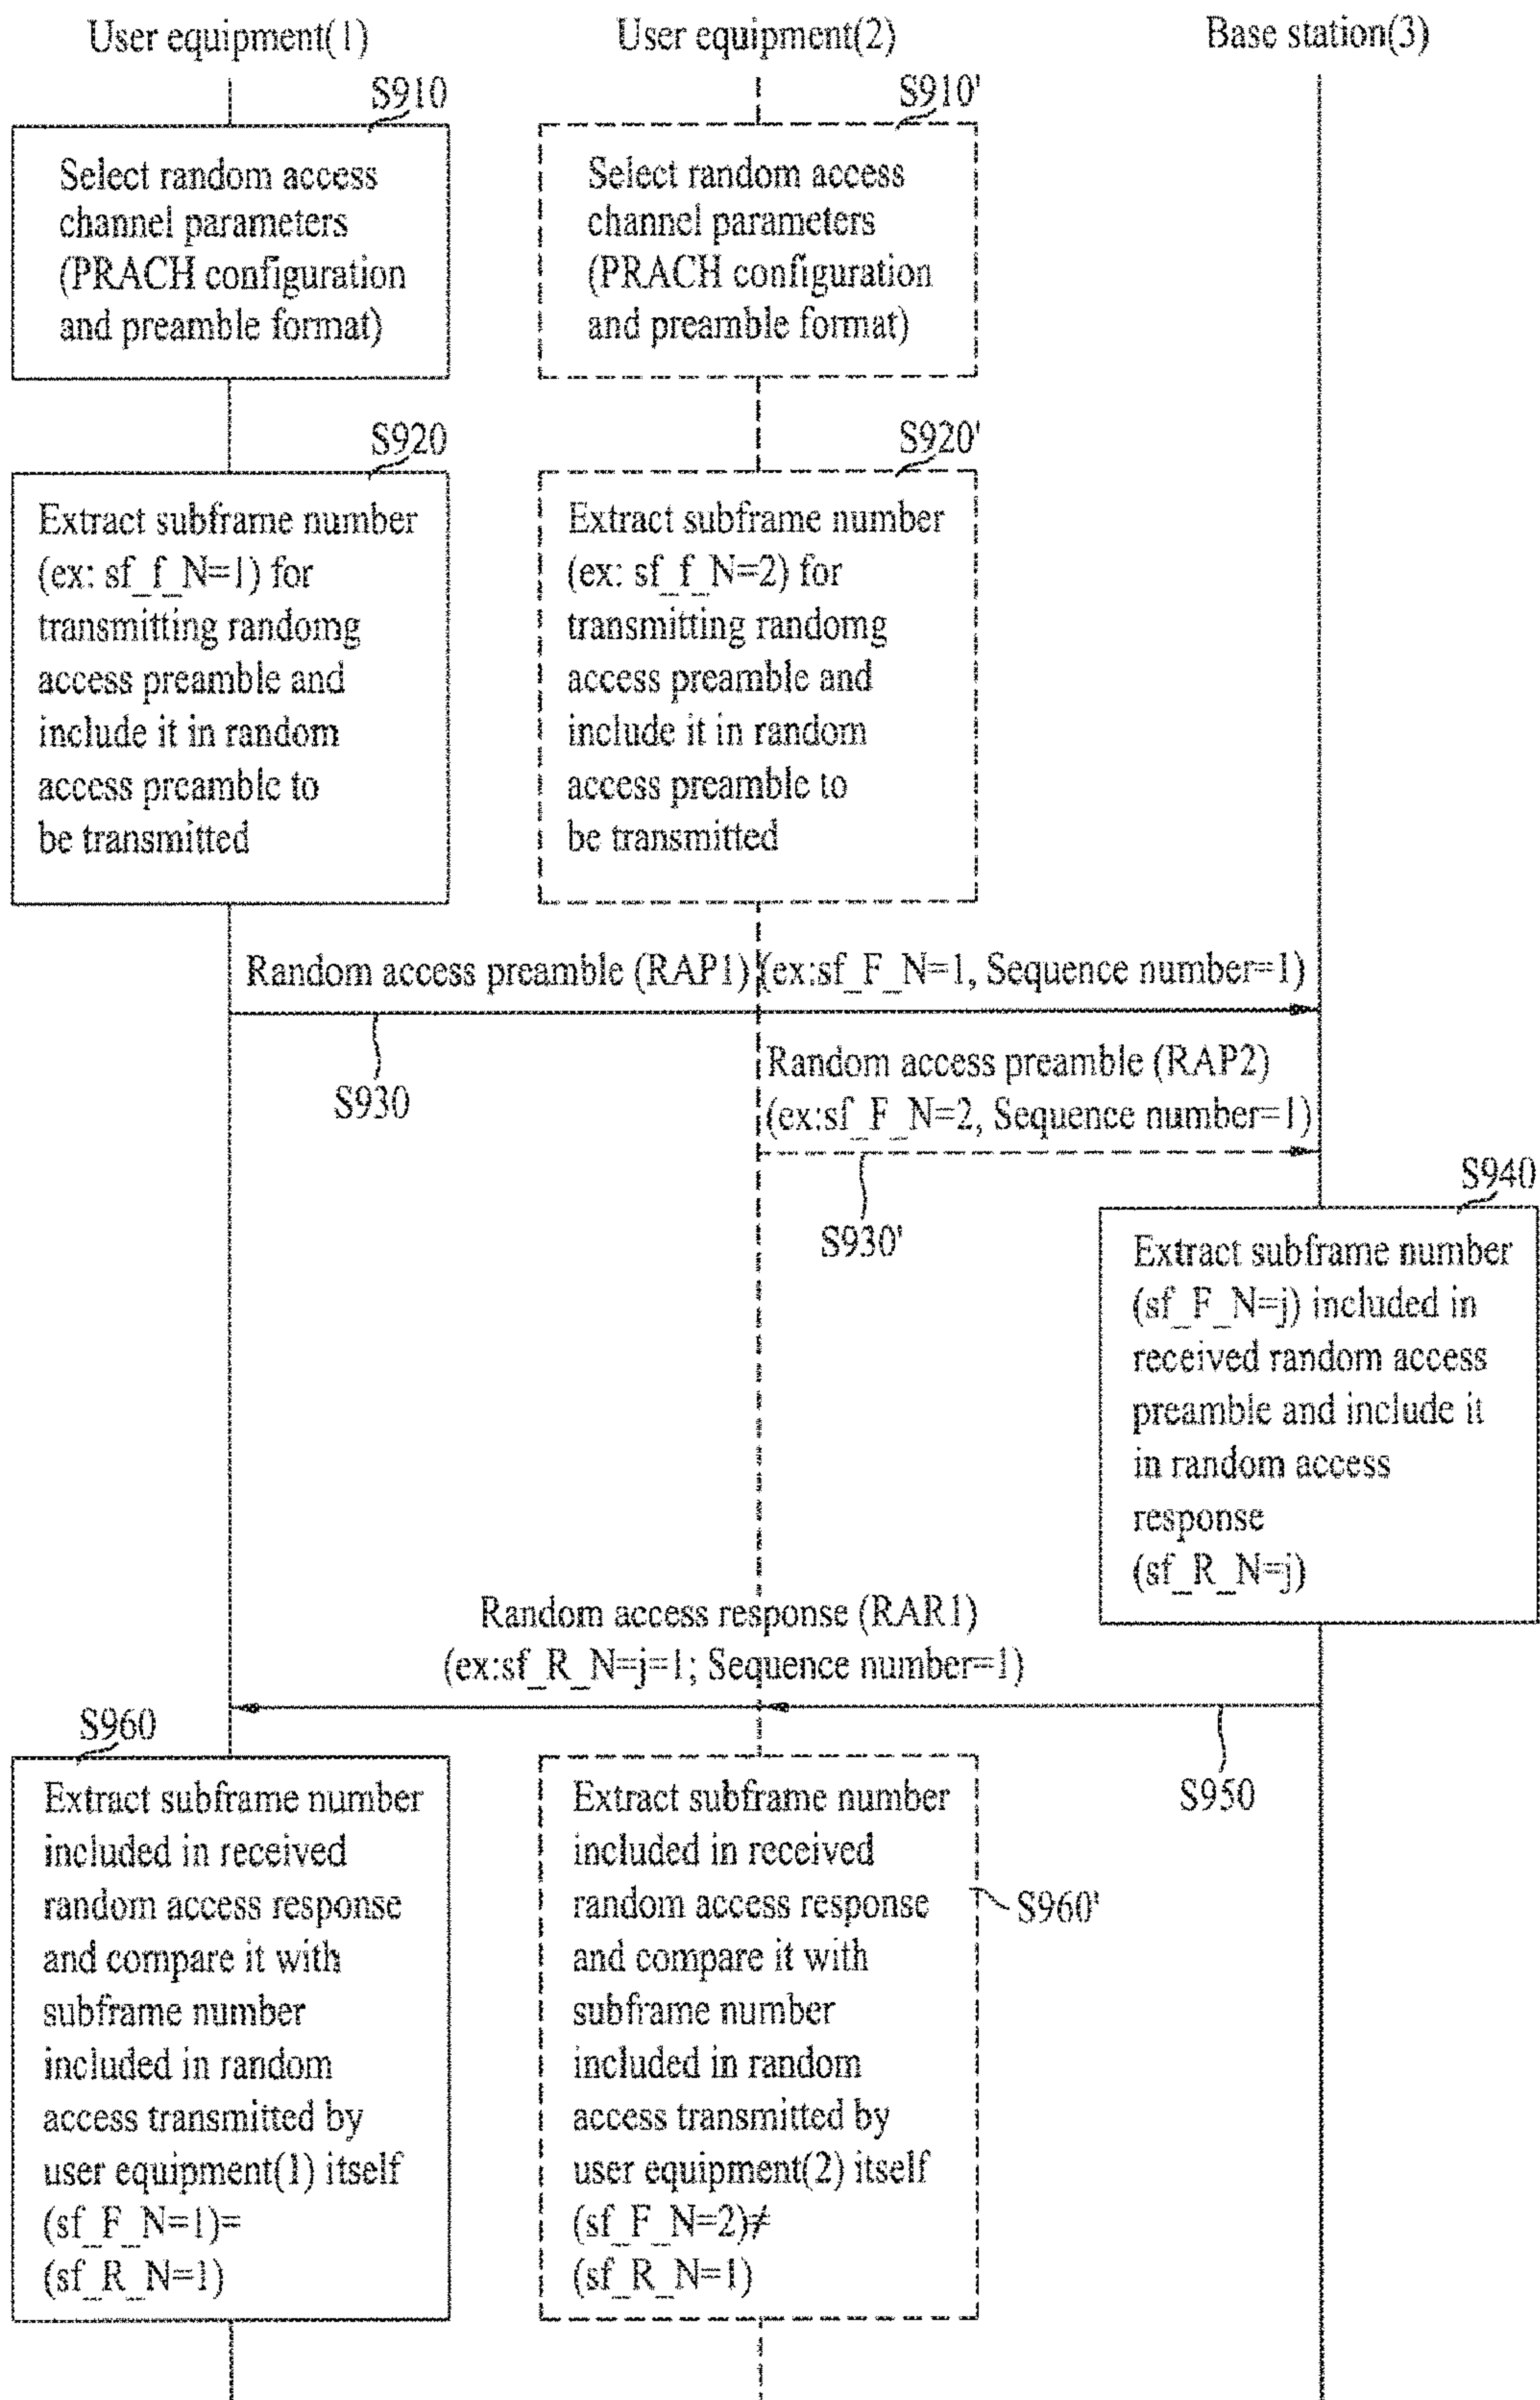 User equipment(1)
User equipment(2)
Base station(3)
S910
S910'
Select random access
channel parameters
(PRACH configuration
and preamble format)
Select random access
channel parameters
(PRACH configuration
and preamble format)
S920
S920'
Extract subframe number
(ex: sf_f_N=1) for
transmitting randomg
access preamble and
include it in random
access preamble to
be transmitted
Extract subframe number
(ex: sf_f_N=2) for
transmitting randomg
access preamble and
include it in random
access preamble to
be transmitted
Random access preamble (RAP1) (ex:sf_F_N=1, Sequence number=1)
S930
Random access preamble (RAP2)
(ex:sf_F_N=2, Sequence number=1)
S930'
S940
Extract subframe number
(sf_F_N=j) included in
received random access
preamble and include it
in random access
response
(sf_R_N=j)
Random access response (RAR1)
(ex:sf_R_N=j=1; Sequence number=1)
S950
S960
Extract subframe number
included in received
random access response
and compare it with
subframe number
included in random
access transmitted by
user equipment(1) itself
(sf_F_N=1)=
(sf_R_N=1)
Extract subframe number
included in received
random access response
and compare it with
subframe number
included in random
access transmitted by
user equipment(2) itself
(sf_F_N=2)≠
(sf_R_N=1)
S960'